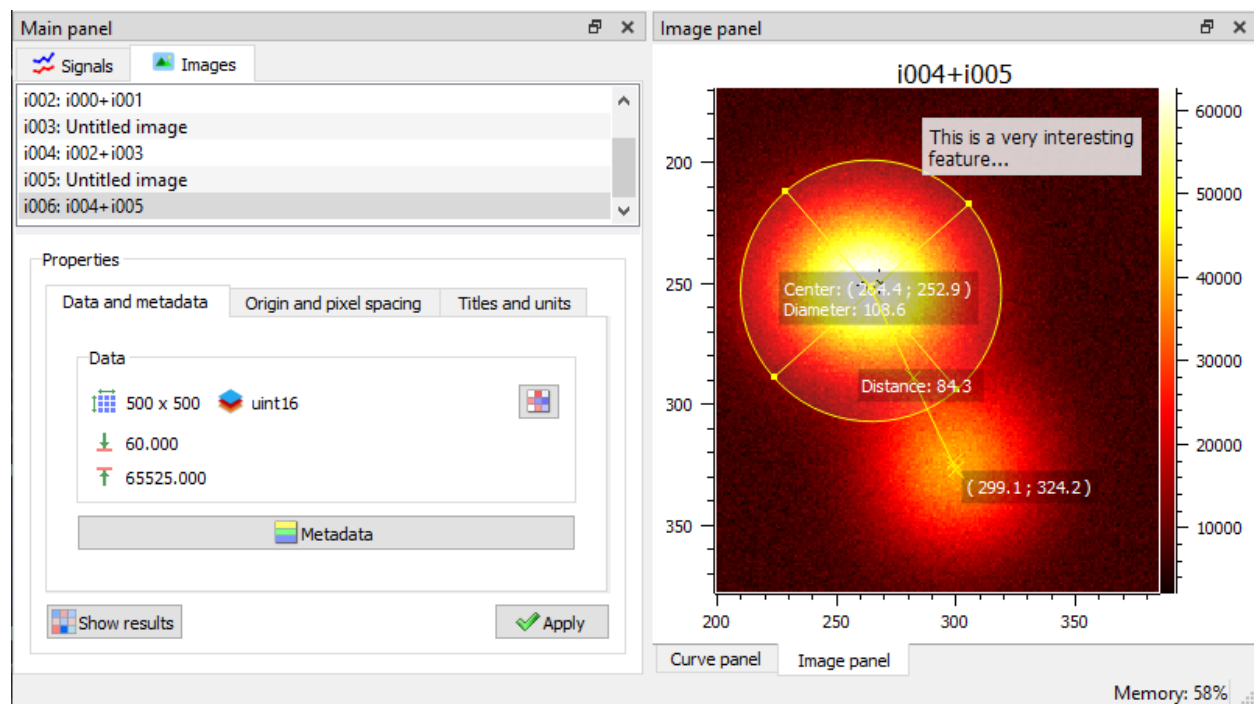 Main panel
Signals
Images
i002: i000+i001
i003: Untitled image
i004: i002+i003
i005: Untitled image
i006: i004+i005
Properties
Data and metadata
Origin and pixel spacing
Titles and units
Data
500 x 500
uint16
60.000
65525.000
Metadata
Show results
Apply
Image panel
i004+i005
This is a very interesting
feature...
Center: ( 264.4 ; 252.9 )
Diameter: 108.6
Distance: 84.3
( 299.1 ; 324.2 )
200
250
300
350
200
250
300
350
60000
50000
40000
30000
20000
10000
Curve panel
Image panel
Memory: 58%